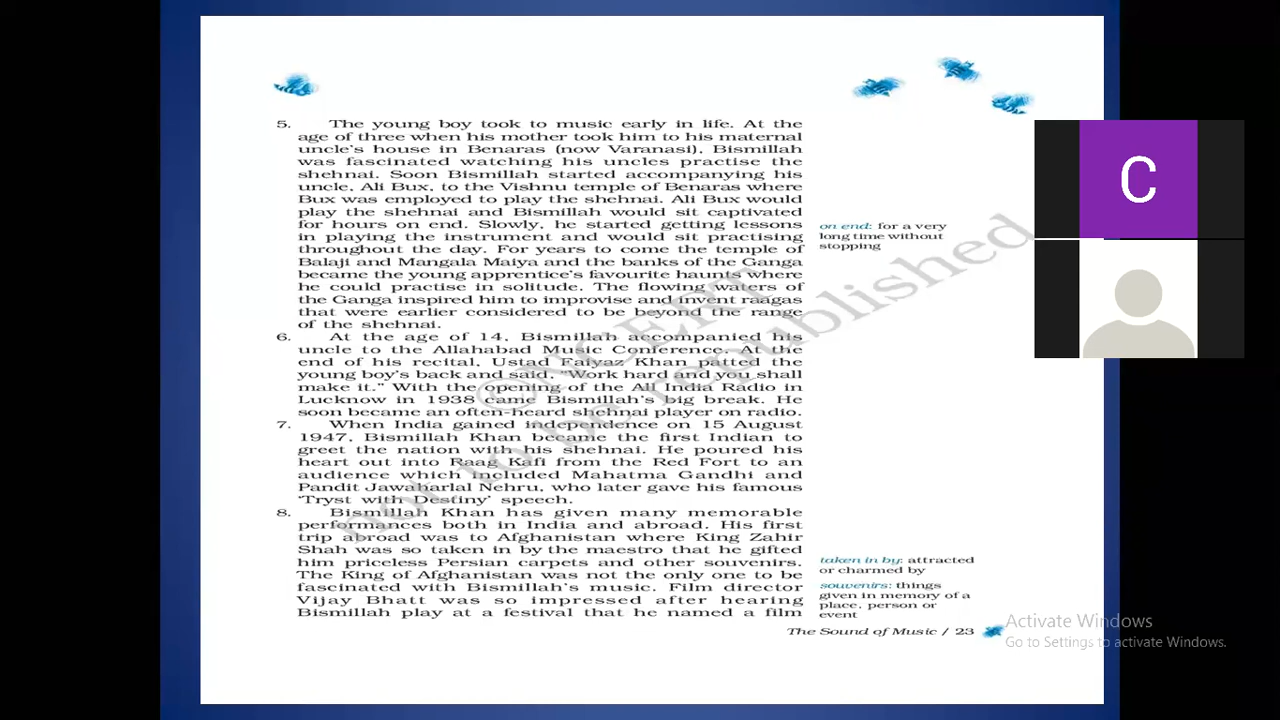 5. The young boy took to music early in life. At the
age of three when his mother took him to his maternal
uncle's house in Benaras (now Varanasi), Bismillah
was fascinated watching his uncles practise the
shehnai. Soon Bismillah started accompanying his
uncle, Ali Bux, to the Vishnu temple of Benaras where
Bux was employed to play the shehnai. Ali Bux would
play the shehnai and Bismillah would sit captivated
for hours on end. Slowly, he started getting lessons
in playing the instrument and would sit practising
throughout the day. For years to come the temple of
Balaji and Mangala Maiya and the banks of the Ganga
became the young apprentice's favourite haunts where
he could practise in solitude. The flowing waters of
the Ganga inspired him to improvise and invent raagas
that were earlier considered to be beyond the range
of the shehnai.
6. At the age of 14, Bismillah accompanied his
uncle to the Allahabad Music Conference. At the
end of his recital, Ustad Faiyaz Khan patted the
young boy's back and said, "Work hard and you shall
make it." With the opening of the All India Radio in
Lucknow in 1938 came Bismillah's big break. He
soon became an often-heard shehnai player on radio.
7. When India gained independence on 15 August
1947, Bismillah Khan became the first Indian to
greet the nation with his shehnai. He poured his
heart out into Raag Kafi from the Red Fort to an
audience which included Mahatma Gandhi and
Pandit Jawaharlal Nehru, who later gave his famous
'Tryst with Destiny' speech.
8. Bismillah Khan has given many memorable
performances both in India and abroad. His first
trip abroad was to Afghanistan where King Zahir
Shah was so taken in by the maestro that he gifted
him priceless Persian carpets and other souvenirs.
The King of Afghanistan was not the only one to be
fascinated with Bismillah's music. Film director
Vijay Bhatt was so impressed after hearing
Bismillah play at a festival that he named a film
on end: for a very
long time without
stopping
taken in by: attracted
or charmed by
souvenirs: things
given in memory of a
place, person or
event
The Sound of Music / 23
© NCERT
not to be republished
C
Activate Windows
Go to Settings to activate Windows.